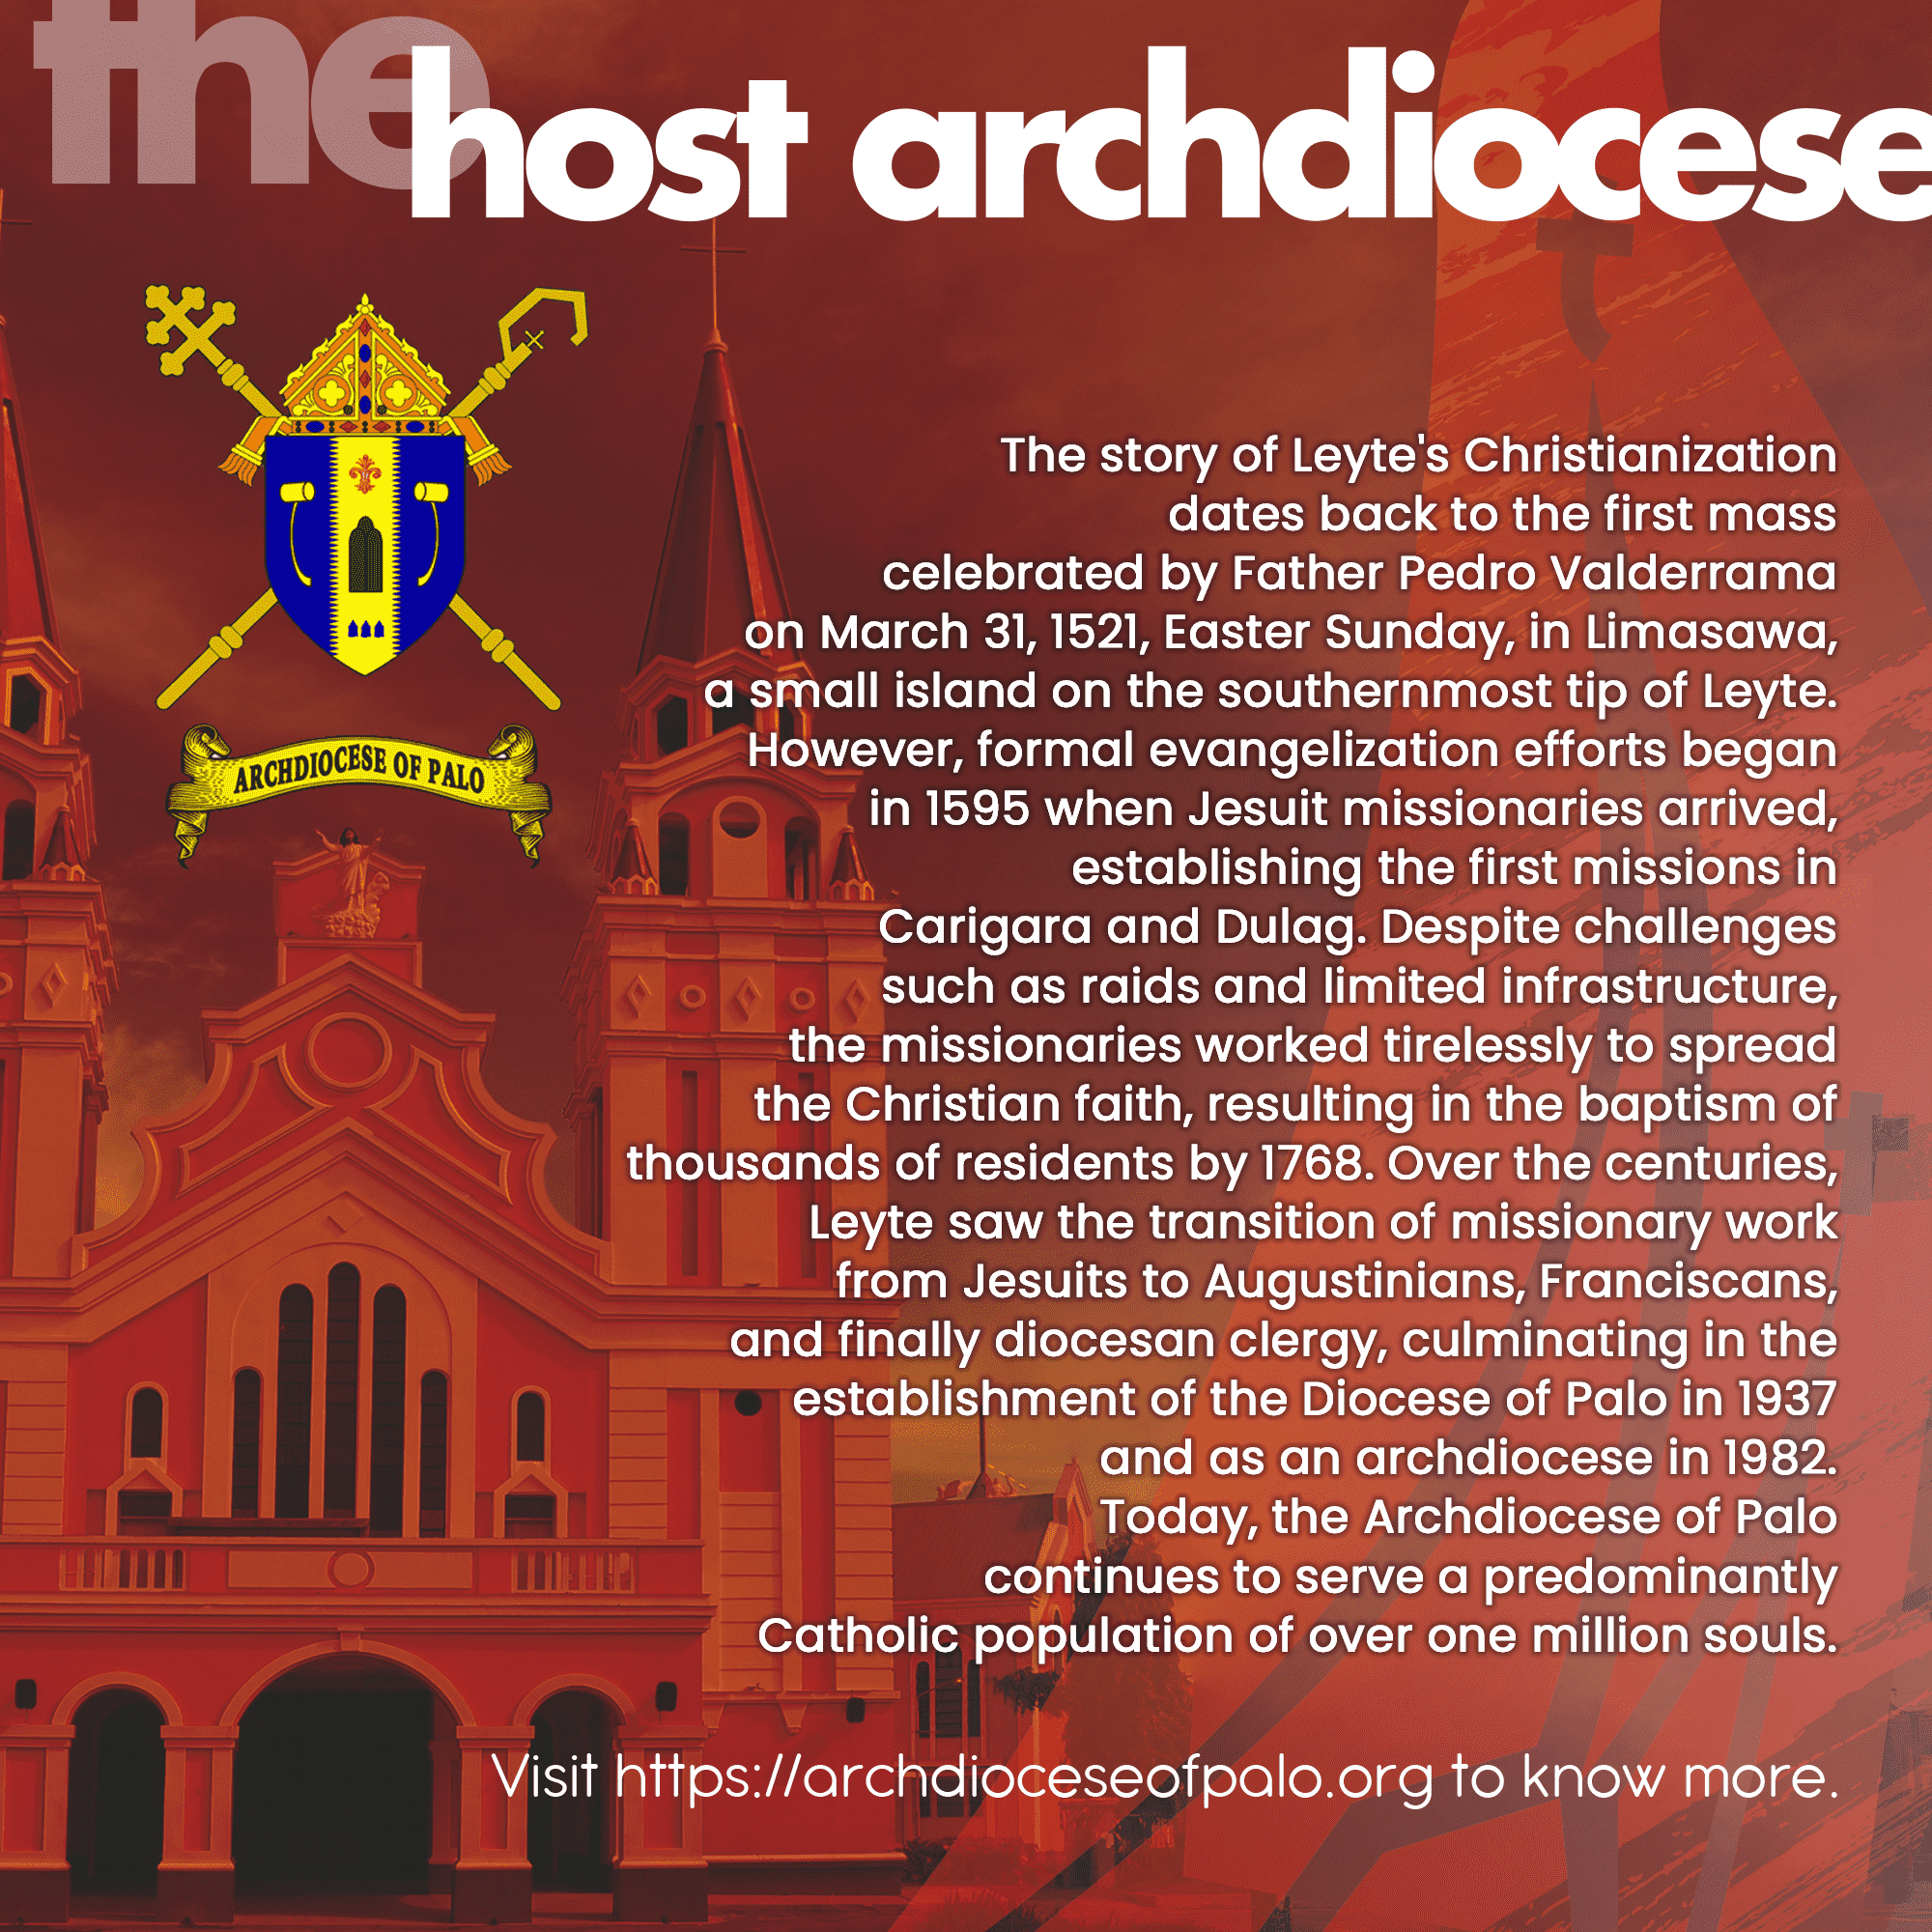 the
host archdiocese
ARCHDIOCESE OF PALO
The story of Leyte's Christianization
dates back to the first mass
celebrated by Father Pedro Valderrama
on March 31, 1521, Easter Sunday, in Limasawa,
a small island on the southernmost tip of Leyte.
However, formal evangelization efforts began
in 1595 when Jesuit missionaries arrived,
establishing the first missions in
Carigara and Dulag. Despite challenges
such as raids and limited infrastructure,
the missionaries worked tirelessly to spread
the Christian faith, resulting in the baptism of
thousands of residents by 1768. Over the centuries,
Leyte saw the transition of missionary work
from Jesuits to Augustinians, Franciscans,
and finally diocesan clergy, culminating in the
establishment of the Diocese of Palo in 1937
and as an archdiocese in 1982.
Today, the Archdiocese of Palo
continues to serve a predominantly
Catholic population of over one million souls.
Visit https://archdioceseofpalo.org to know more.